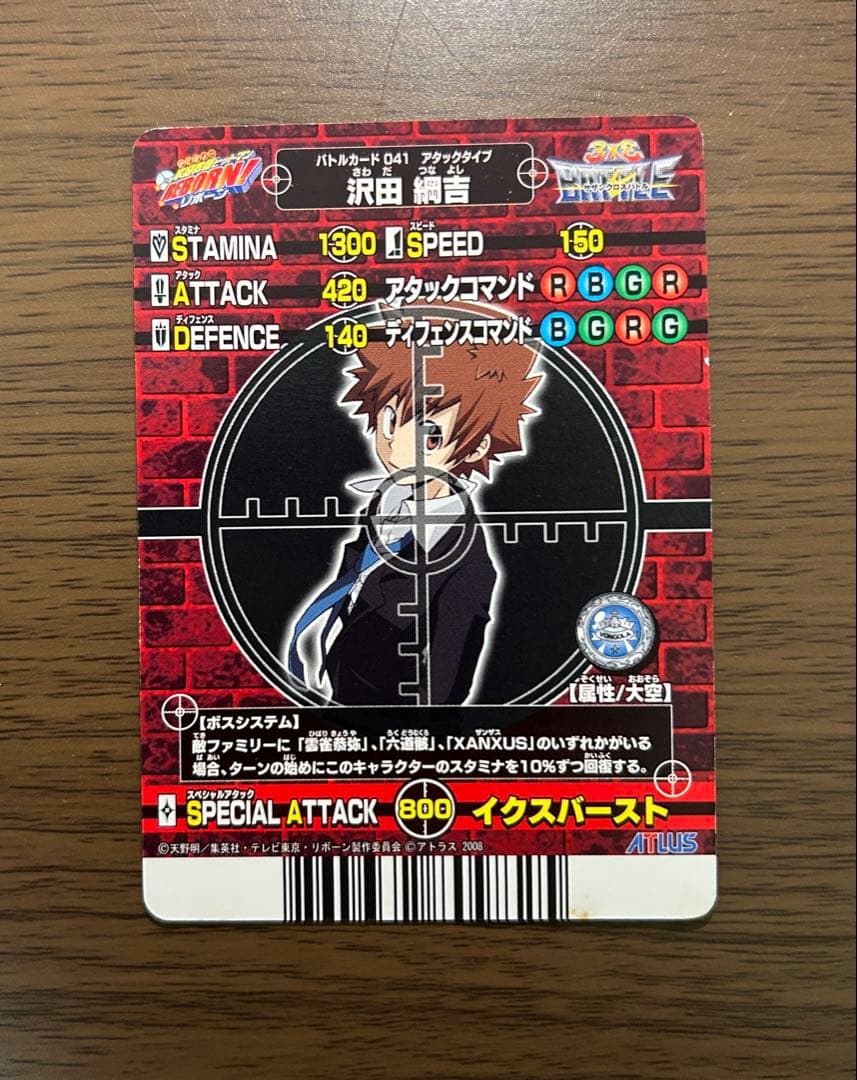 REBORN!
リボーン
バトルカード 041 アタックタイプ
さわ だ つな よし
沢田 綱吉
BATTLE
サザンクロスバトル
スタミナ
STAMINA 1300
スピード
SPEED 150
アタック
ATTACK 420 アタックコマンド R B G R
ディフェンス
DEFENCE 140 ディフェンスコマンド B G R G
VONGOLA
ぞくせい おおぞら
【属性/大空】
【ボスシステム】
てき ひばり きょう や ろく どうむくろ ザンザス
敵ファミリーに「雲雀恭弥」、「六道骸」、「XANXUS」のいずれかがいる
ば あい はじ かいふく
場合、ターンの始めにこのキャラクターのスタミナを10%ずつ回復する。
スペシャルアタック
SPECIAL ATTACK 800 イクスバースト
©天野明/集英社・テレビ東京・リボーン製作委員会 ©アトラス 2008
ATLUS